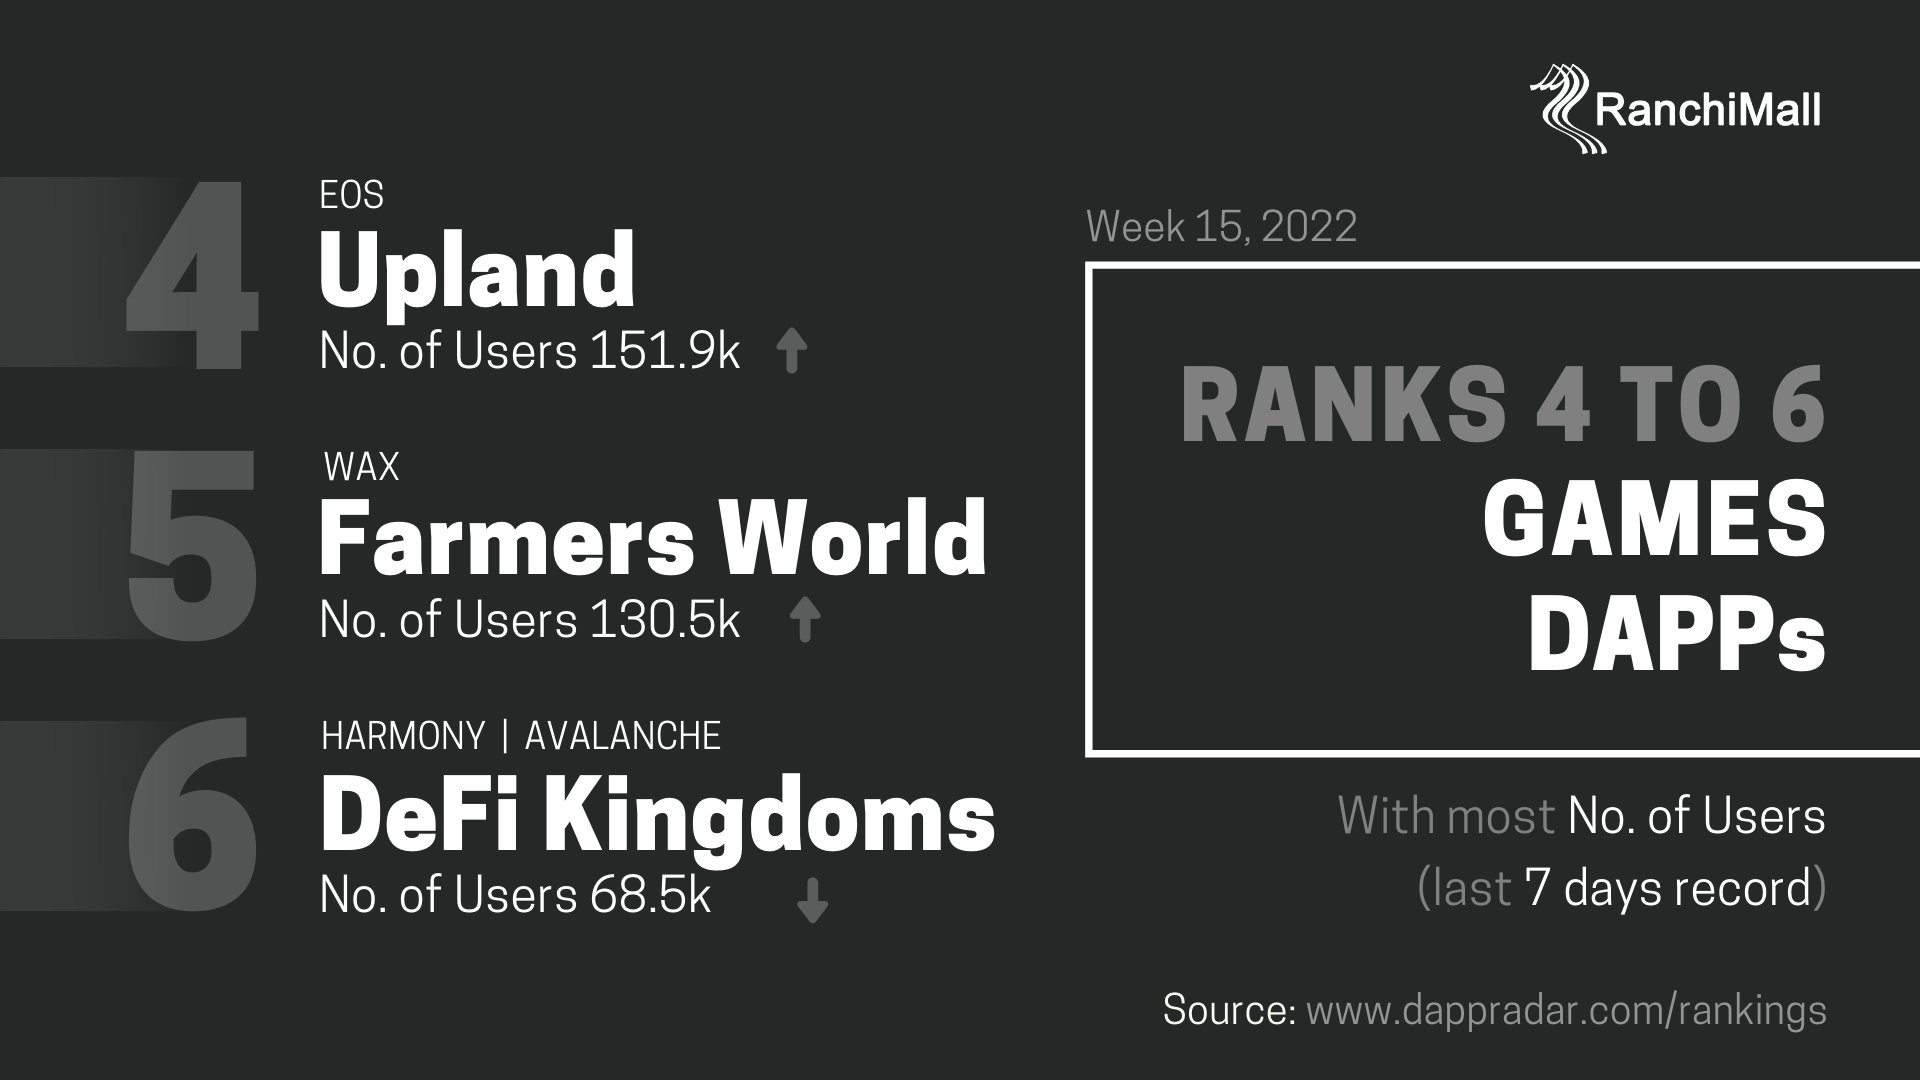 RanchiMall
4
EOS
Upland
No. of Users 151.9k
5
WAX
Farmers World
No. of Users 130.5k
6
HARMONY | AVALANCHE
DeFi Kingdoms
No. of Users 68.5k
Week 15, 2022
RANKS 4 TO 6
GAMES
DAPPs
With most No. of Users
(last 7 days record)
Source: www.dappradar.com/rankings